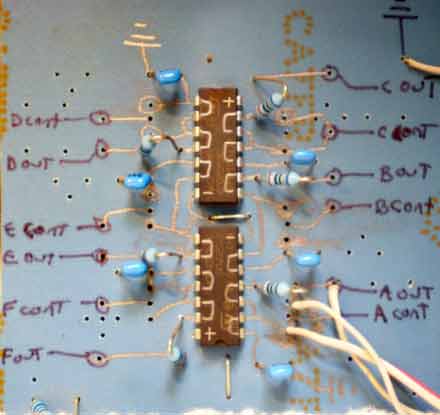 C OUT
D Cont
C Cont
D OUT
B OUT
B Cont
E Cont
E OUT
A OUT
F Cont
A Cont
F OUT